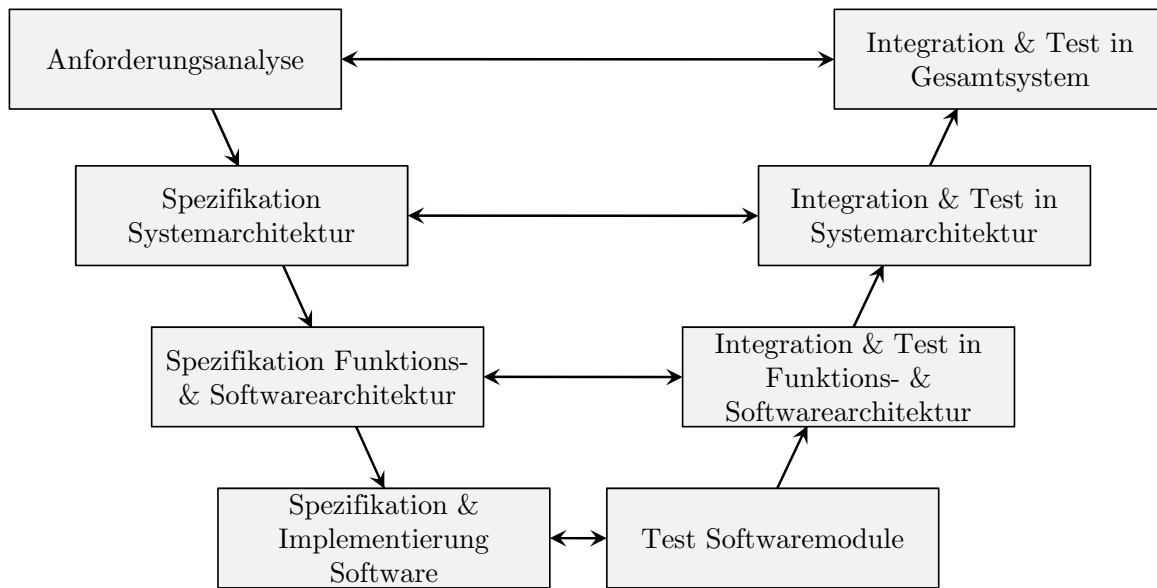 Anforderungsanalyse
Integration & Test in
Gesamtsystem
Spezifikation
Systemarchitektur
Integration & Test in
Systemarchitektur
Spezifikation Funktions-
& Softwarearchitektur
Integration & Test in
Funktions- &
Softwarearchitektur
Spezifikation &
Implementierung
Software
Test Softwaremodule